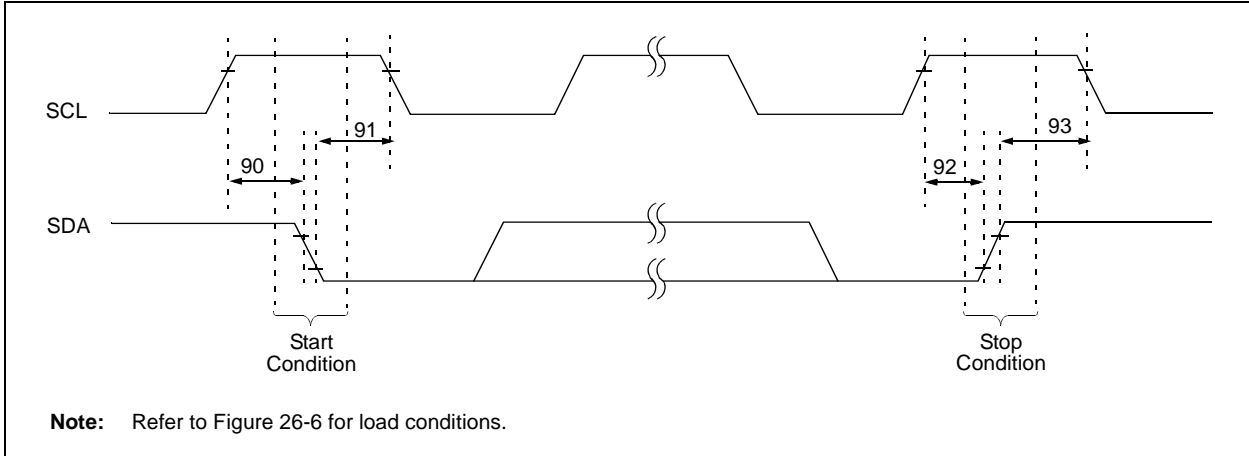 SCL
91
93
90
92
SDA
Start
Condition
Stop
Condition
Note: Refer to Figure 26-6 for load conditions.